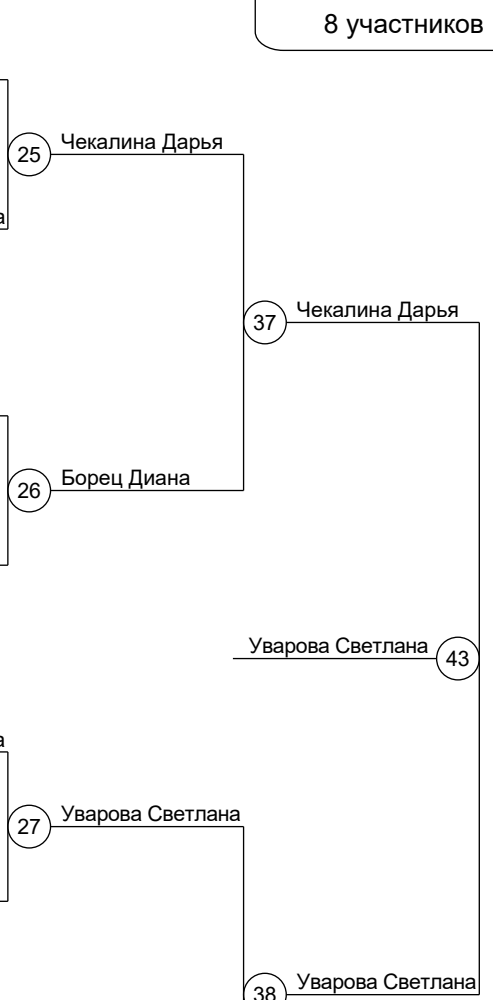 8 участников
25 Чекалина Дарья
а
37 Чекалина Дарья
26 Борец Диана
Уварова Светлана 43
а
27 Уварова Светлана
38 Уварова Светлана